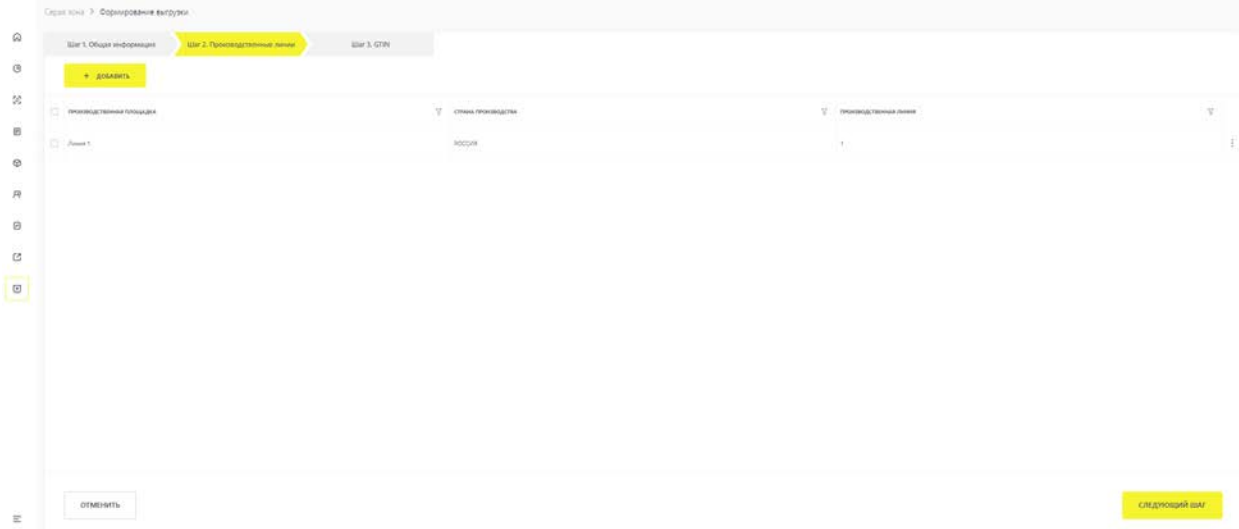 Серая зона > Формирование выгрузки
Шаг 1. Общая информация
Шаг 2. Производственные линии
Шаг 3. GTIN
+ ДОБАВИТЬ
ПРОИЗВОДСТВЕННАЯ ПЛОЩАДКА
СТРАНА ПРОИЗВОДСТВА
ПРОИЗВОДСТВЕННАЯ ЛИНИЯ
Линия 1
РОССИЯ
1
ОТМЕНИТЬ
СЛЕДУЮЩИЙ ШАГ